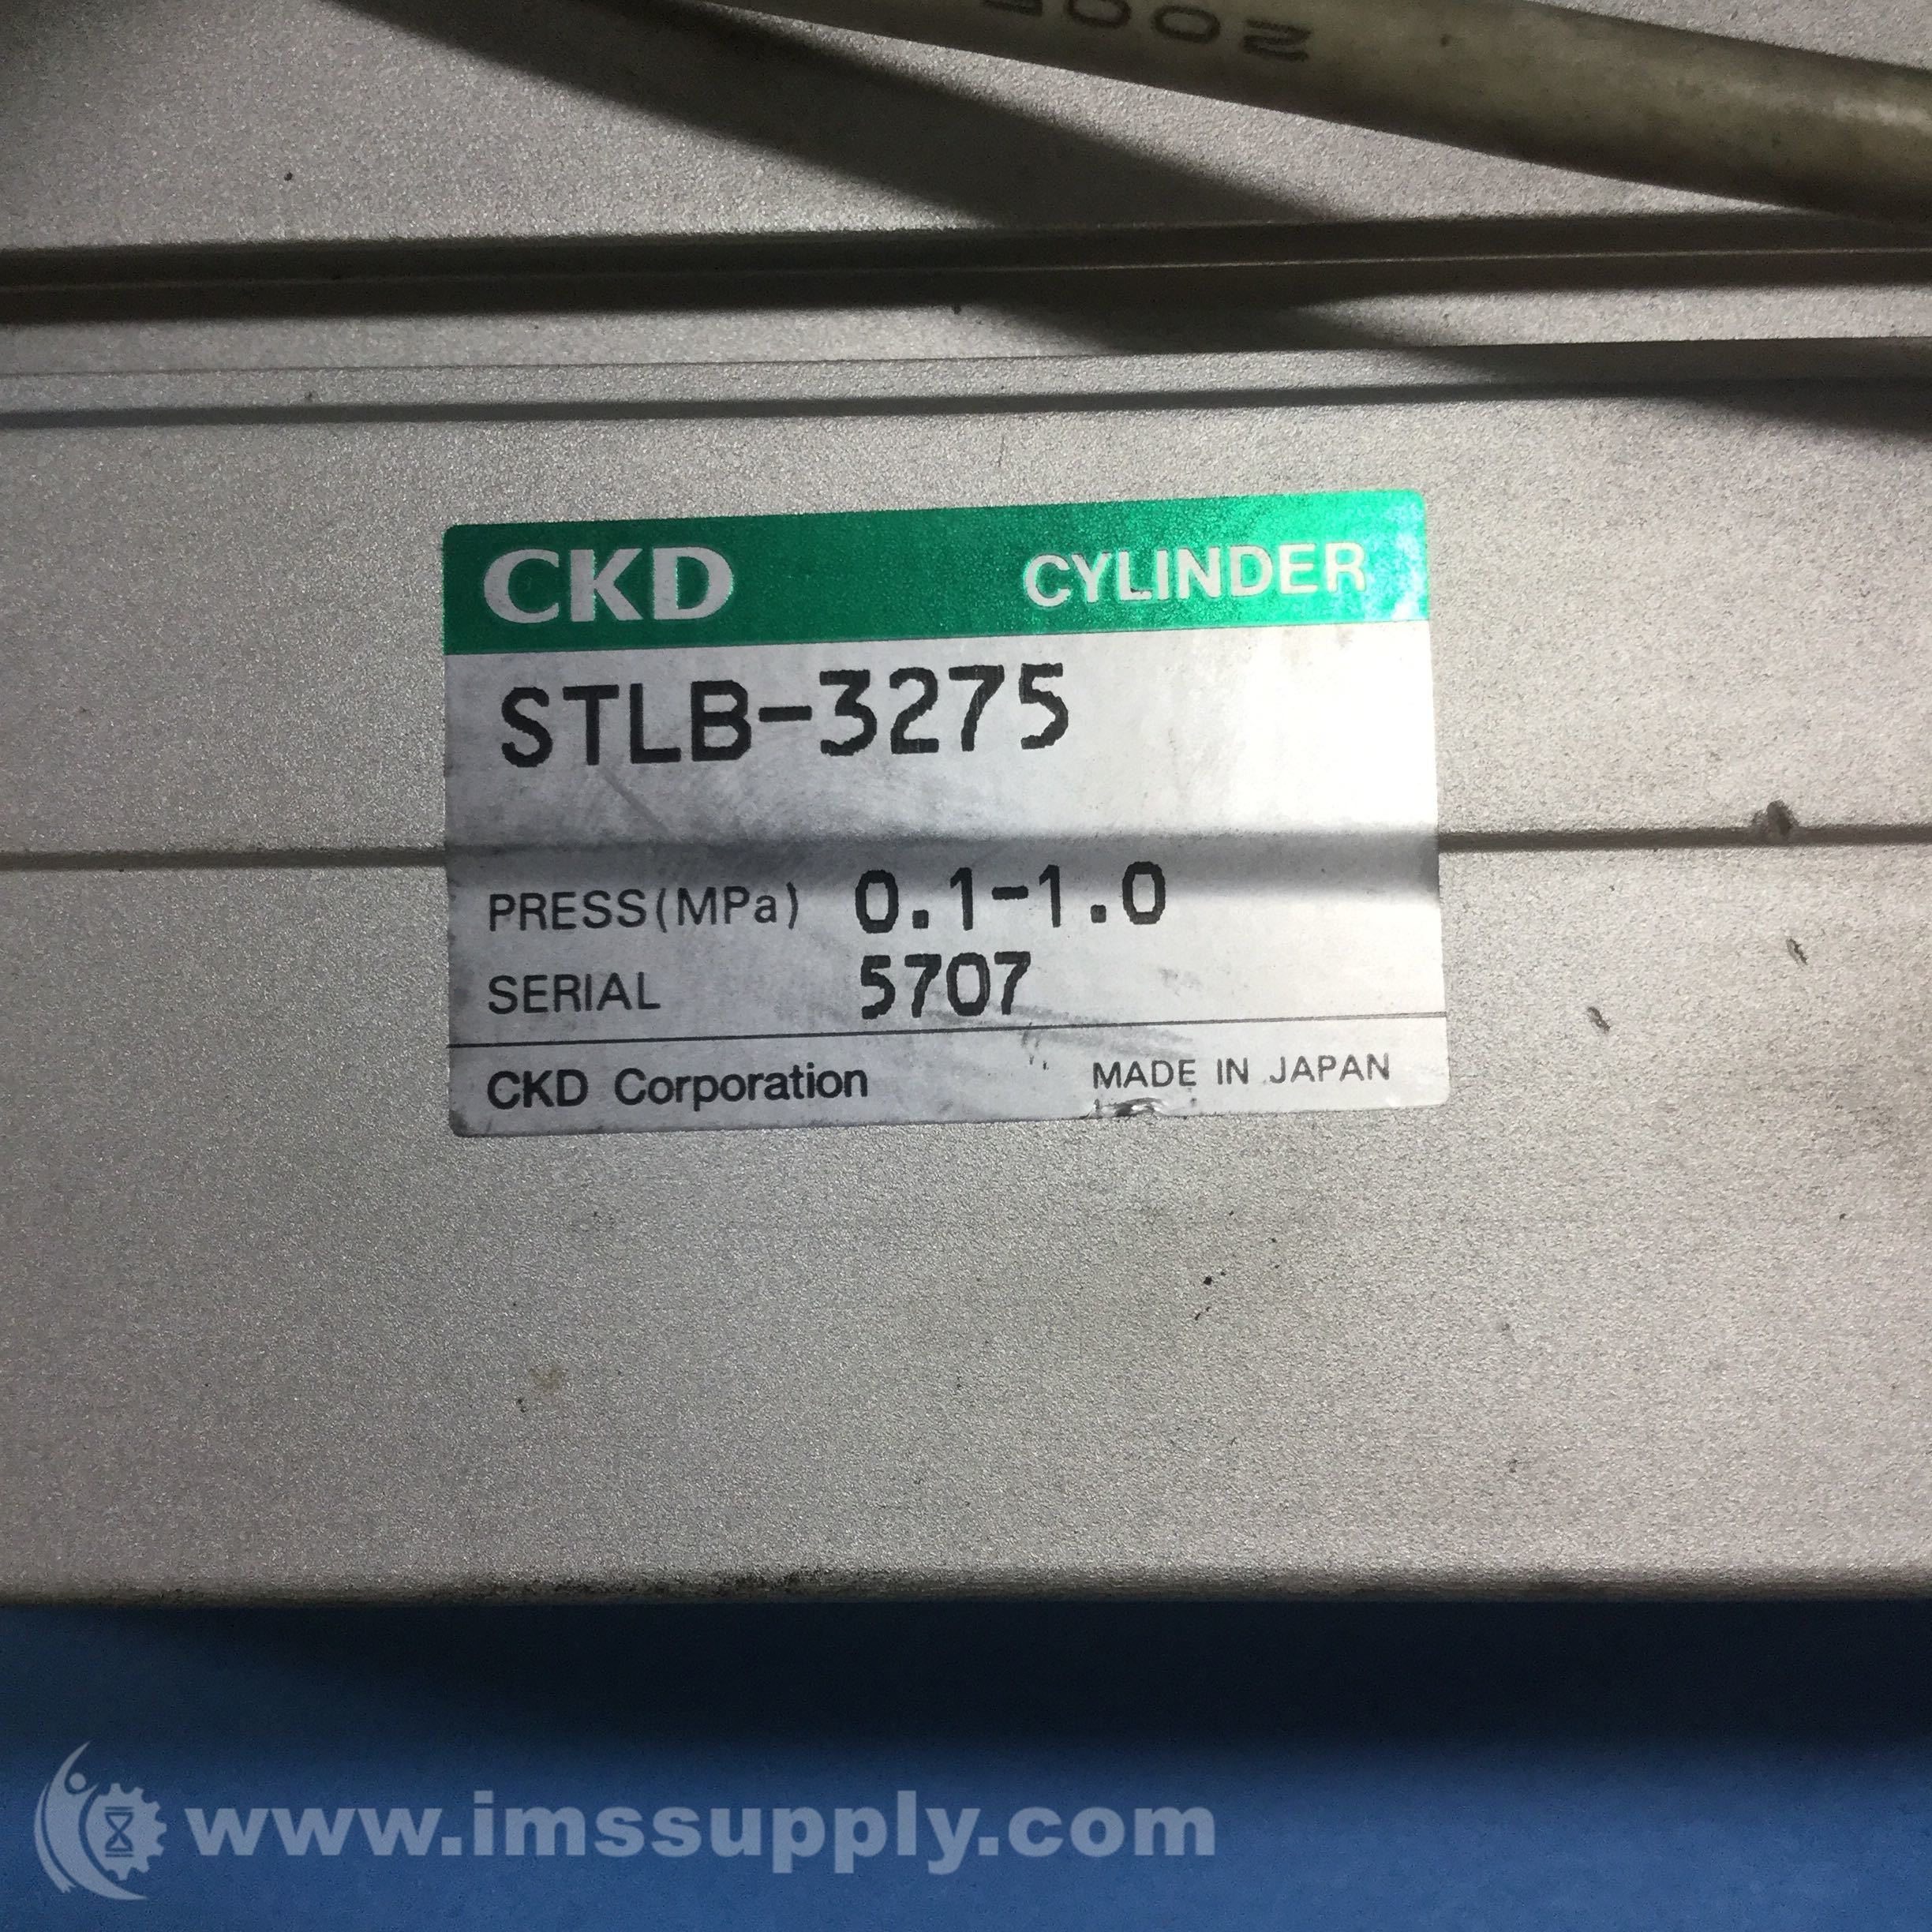 CKD CYLINDER
STLB-3275
PRESS(MPa) 0.1-1.0
SERIAL 5707
CKD Corporation MADE IN JAPAN
www.imssupply.com